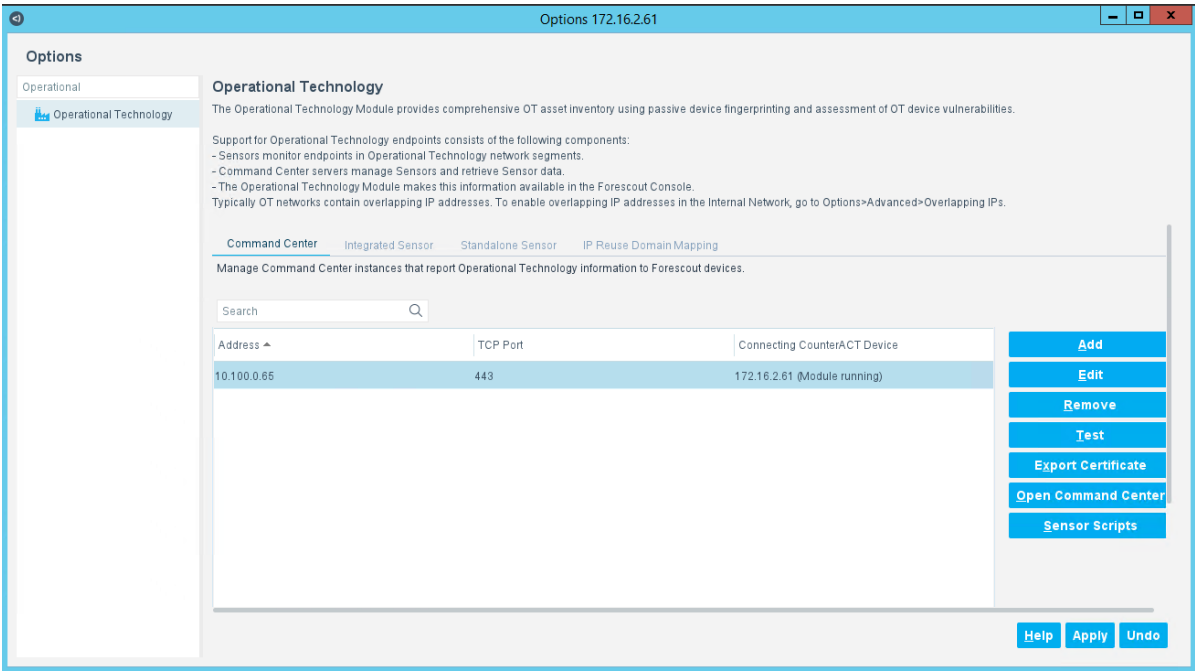 Options 172.16.2.61
Options
Operational
Operational Technology
Operational Technology
The Operational Technology Module provides comprehensive OT asset inventory using passive device fingerprinting and assessment of OT device vulnerabilities.
Support for Operational Technology endpoints consists of the following components:
- Sensors monitor endpoints in Operational Technology network segments.
- Command Center servers manage Sensors and retrieve Sensor data.
- The Operational Technology Module makes this information available in the Forescout Console.
Typically OT networks contain overlapping IP addresses. To enable overlapping IP addresses in the Internal Network, go to Options>Advanced>Overlapping IPs.
Command Center Integrated Sensor Standalone Sensor IP Reuse Domain Mapping
Manage Command Center instances that report Operational Technology information to Forescout devices.
Search
Address TCP Port Connecting CounterACT Device
10.100.0.65 443 172.16.2.61 (Module running)
Add
Edit
Remove
Test
Export Certificate
Open Command Center
Sensor Scripts
Help Apply Undo